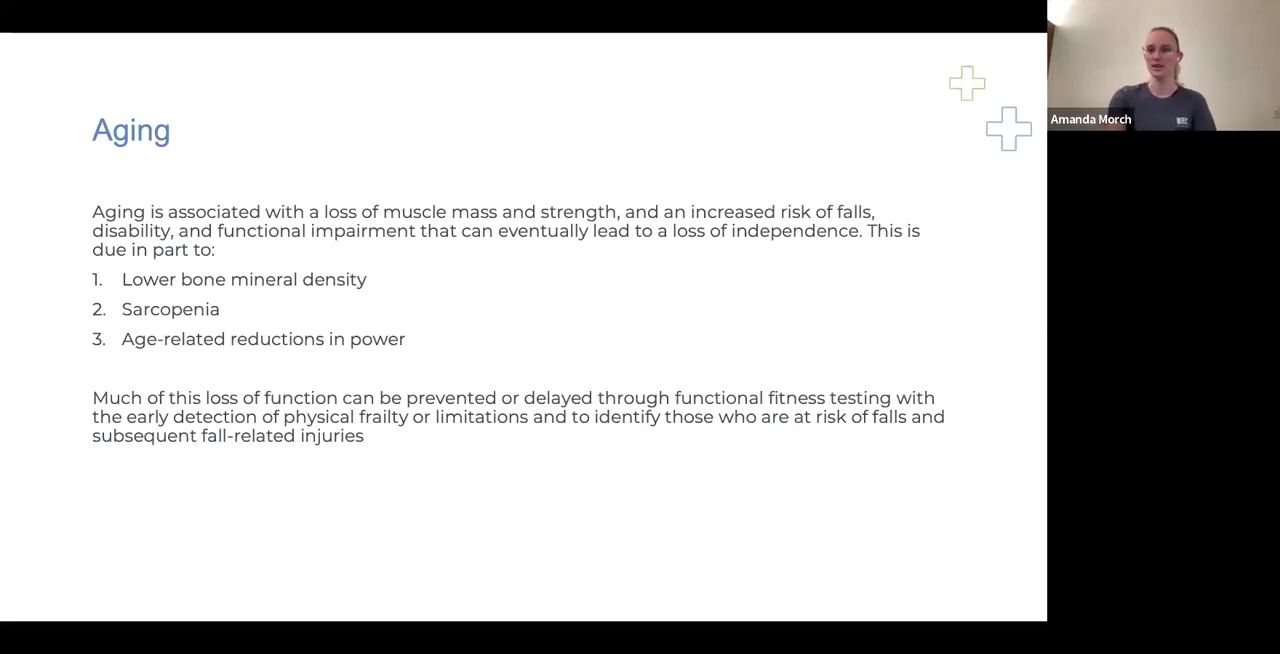 Aging
Aging is associated with a loss of muscle mass and strength, and an increased risk of falls,
disability, and functional impairment that can eventually lead to a loss of independence. This is
due in part to:
1. Lower bone mineral density
2. Sarcopenia
3. Age-related reductions in power
Much of this loss of function can be prevented or delayed through functional fitness testing with
the early detection of physical frailty or limitations and to identify those who are at risk of falls and
subsequent fall-related injuries
Amanda Morch